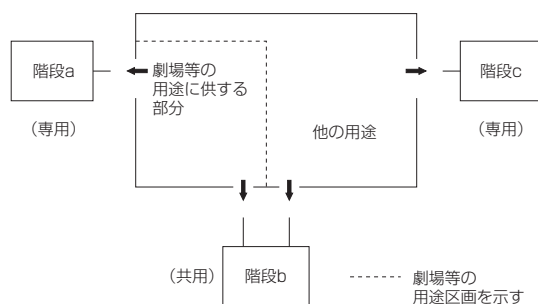 階段a
(専用)
劇場等の
用途に供する
部分
他の用途
階段c
(専用)
(共用)
階段b
劇場等の
用途区画を示す